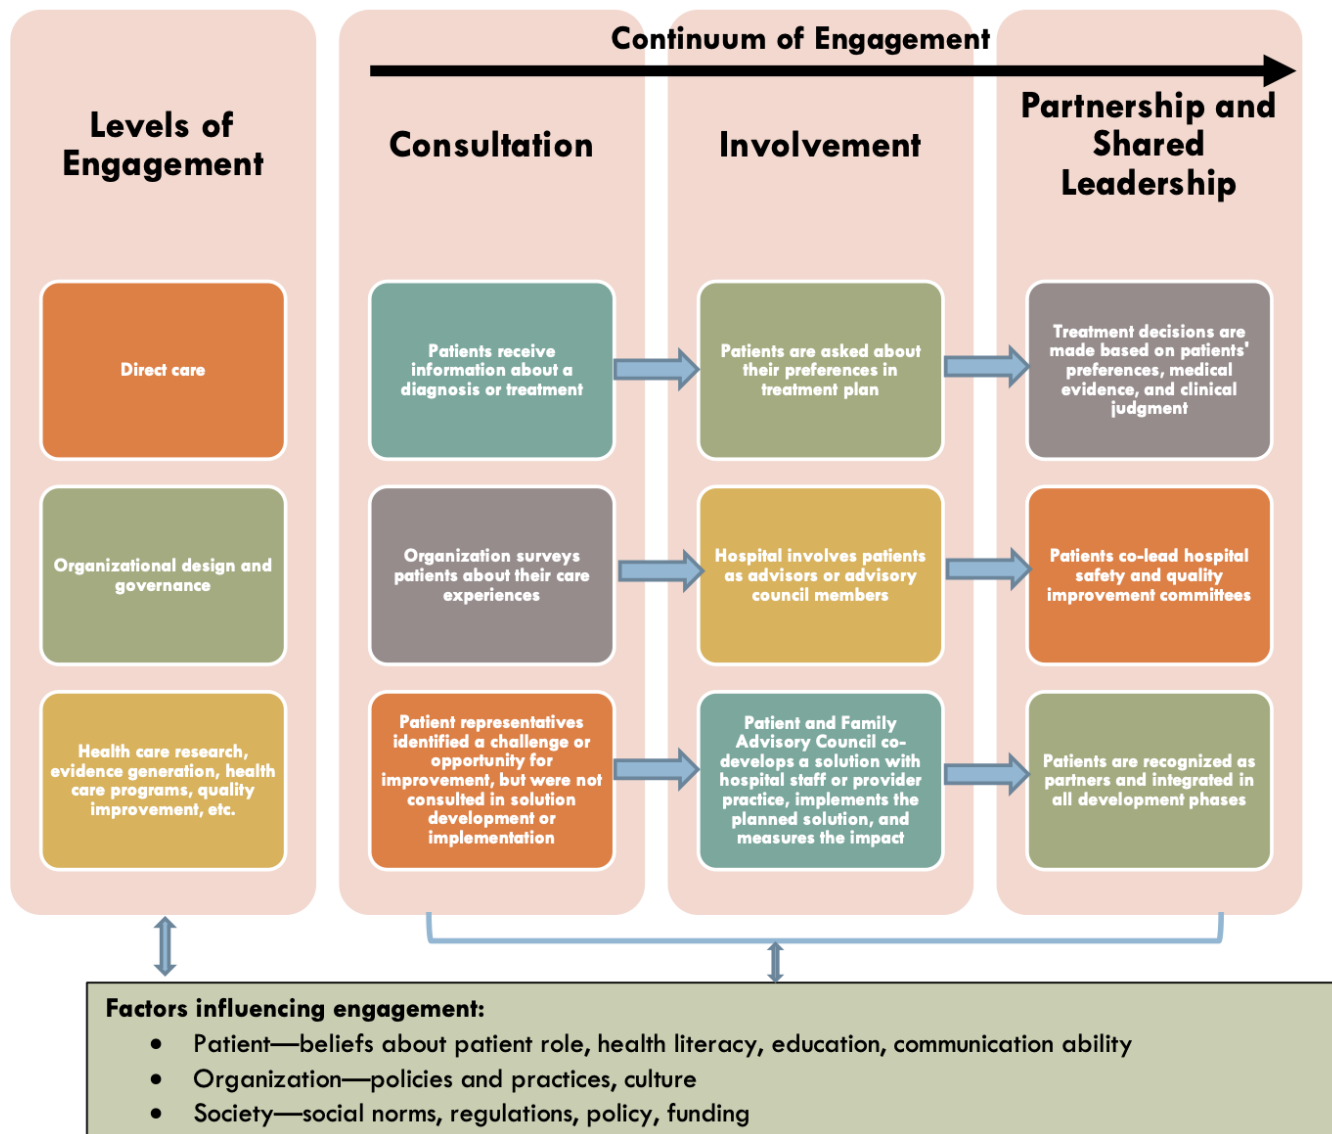 Continuum of Engagement
Levels of
Engagement
Consultation
Involvement
Partnership and
Shared
Leadership
Direct care
Patients receive
information about a
diagnosis or treatment
Patients are asked about
their preferences in
treatment plan
Treatment decisions are
made based on patients'
preferences, medical
evidence, and clinical
judgment
Organizational design and
governance
Organization surveys
patients about their care
experiences
Hospital involves patients
as advisors or advisory
council members
Patients co-lead hospital
safety and quality
improvement committees
Health care research,
evidence generation, health
care programs, quality
improvement, etc.
Patient representatives
identified a challenge or
opportunity for
improvement, but were not
consulted in solution
development or
implementation
Patient and Family
Advisory Council co-
develops a solution with
hospital staff or provider
practice, implements the
planned solution, and
measures the impact
Patients are recognized as
partners and integrated in
all development phases
Factors influencing engagement:
• Patient—beliefs about patient role, health literacy, education, communication ability
• Organization—policies and practices, culture
• Society—social norms, regulations, policy, funding